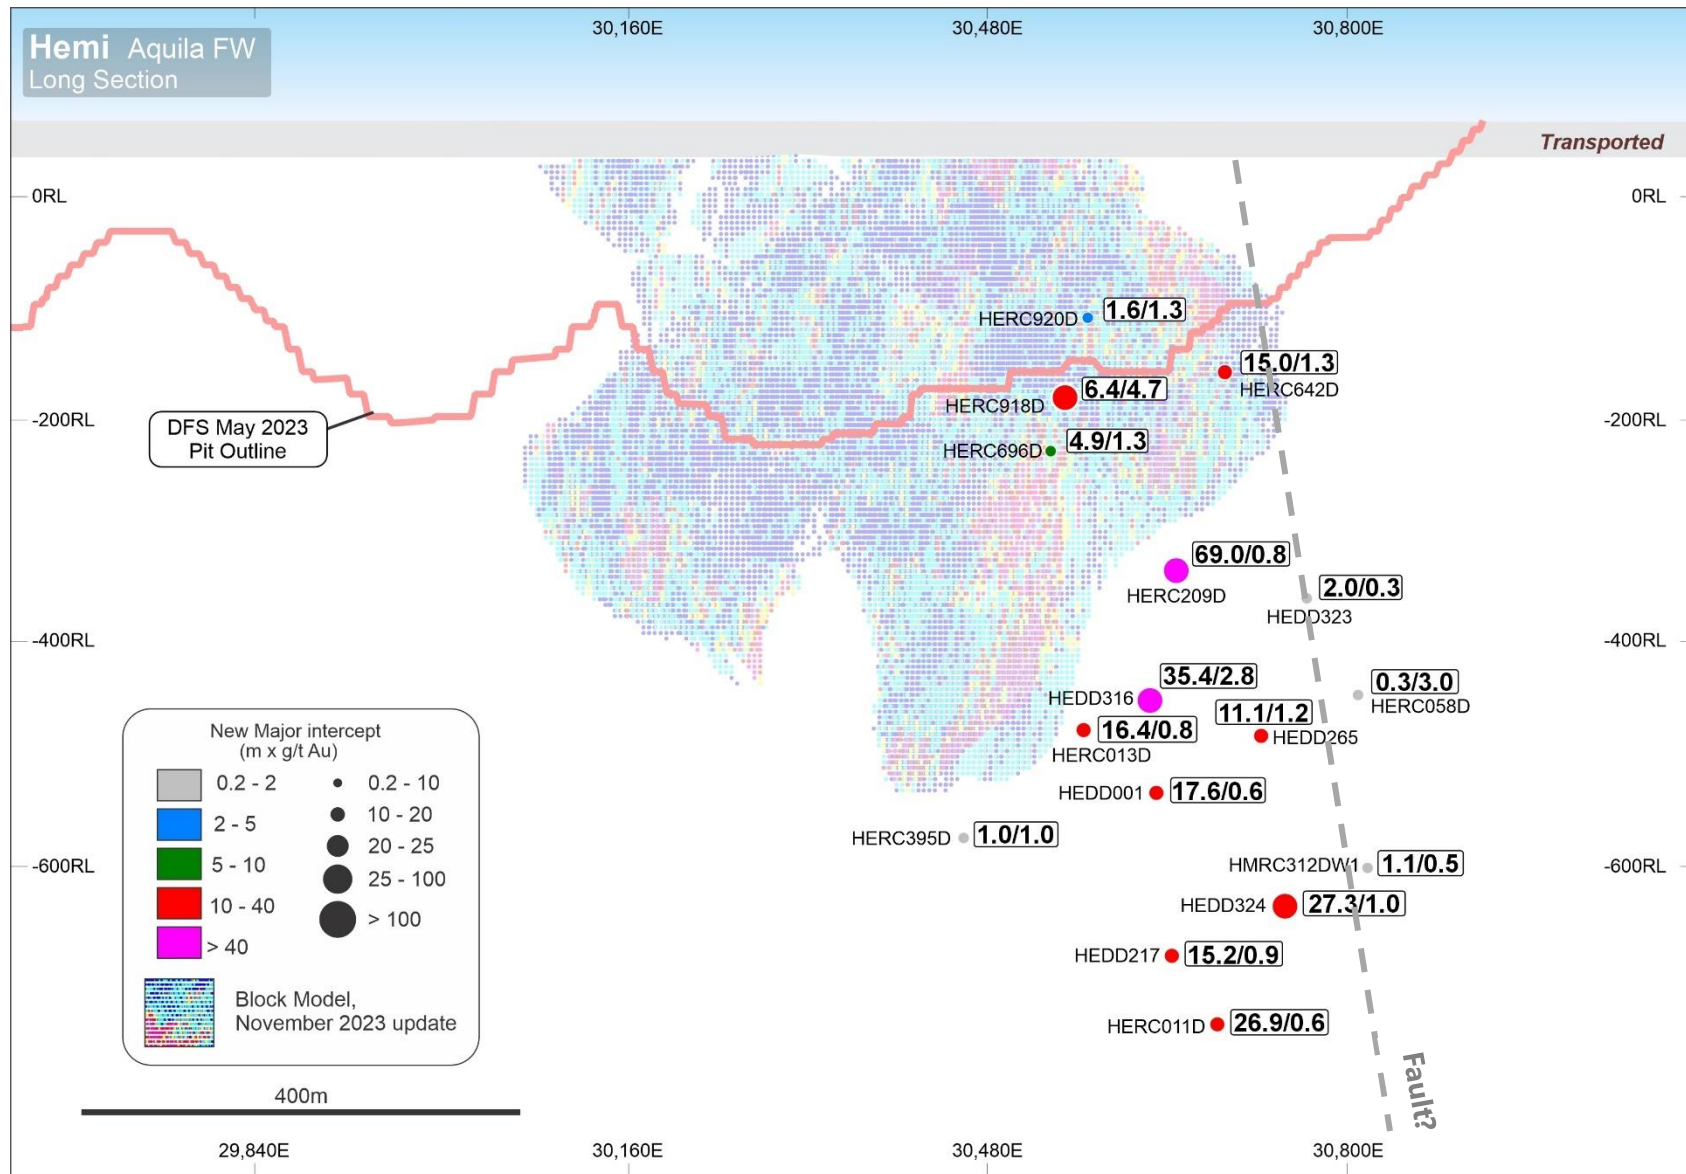 30,160E 30,480E 30,800E
Hemi Aquila FW
Long Section
Transported
0RL 0RL
1.6/1.3
HERC920D
15.0/1.3
HERC642D
6.4/4.7
HERC918D
-200RL -200RL
DFS May 2023
Pit Outline
4.9/1.3
HERC696D
69.0/0.8
HERC209D
2.0/0.3
HEDD323
-400RL -400RL
35.4/2.8
HEDD316
0.3/3.0
HERC058D
11.1/1.2
HEDD265
16.4/0.8
HERC013D
HEDD001 17.6/0.6
HERC395D 1.0/1.0
-600RL -600RL
HMRC312DW1 1.1/0.5
HEDD324 27.3/1.0
HEDD217 15.2/0.9
HERC011D 26.9/0.6
Fault?
New Major intercept
(m x g/t Au)
0.2 - 2 0.2 - 10
2 - 5 10 - 20
5 - 10 20 - 25
10 - 40 25 - 100
> 40 > 100
Block Model,
November 2023 update
400m
29,840E 30,160E 30,480E 30,800E